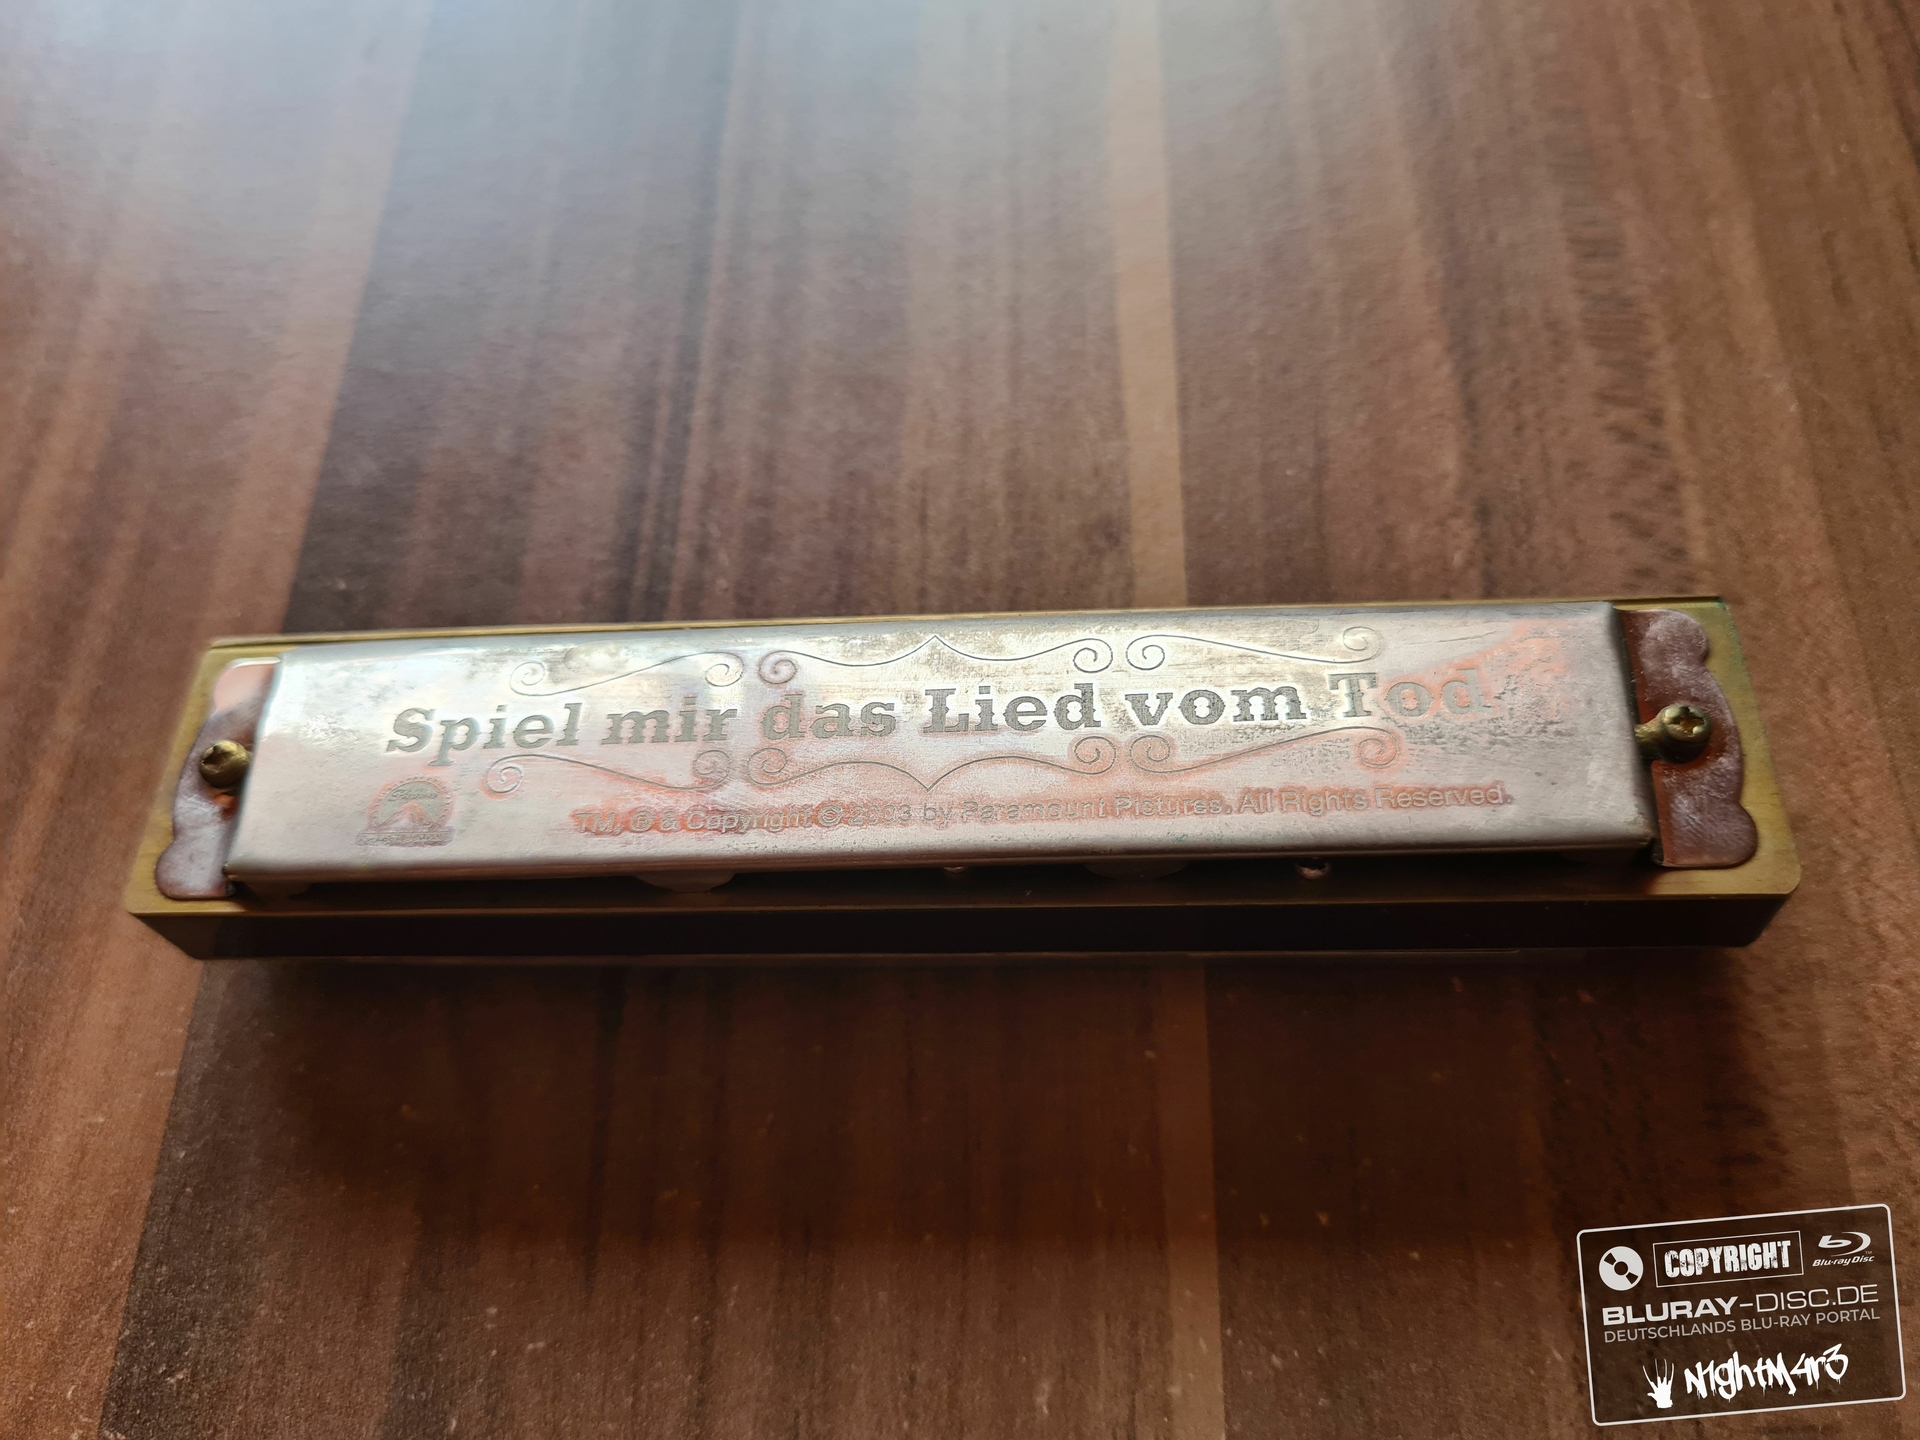 Spiel mir das Lied vom Tod
TM, ® & Copyright © 2003 by Paramount Pictures. All Rights Reserved.
COPYRIGHT
Blu-ray Disc
BLURAY-DISC.DE
DEUTSCHLANDS BLU-RAY PORTAL
N1ghtM4r3